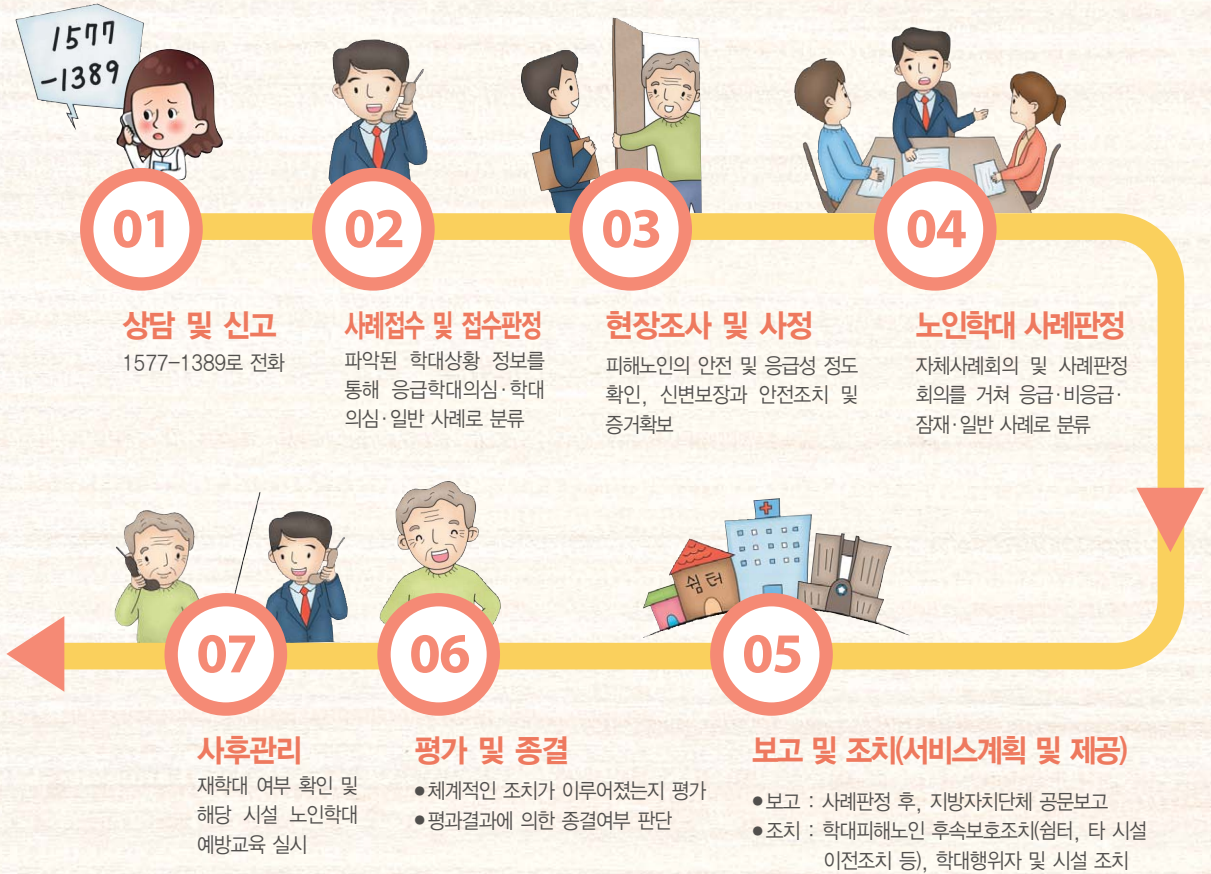 1577
-1389
01
02
03
04
상담 및 신고
1577-1389로 전화
사례접수 및 접수판정
파악된 학대상황 정보를
통해 응급학대의심·학대
의심·일반 사례로 분류
현장조사 및 사정
피해노인의 안전 및 응급성 정도
확인, 신변보장과 안전조치 및
증거확보
노인학대 사례판정
자체사례회의 및 사례판정
회의를 거쳐 응급·비응급·
잠재·일반 사례로 분류
쉼터
07
06
05
사후관리
재학대 여부 확인 및
해당 시설 노인학대
예방교육 실시
평가 및 종결
●체계적인 조치가 이루어졌는지 평가
●평과결과에 의한 종결여부 판단
보고 및 조치(서비스계획 및 제공)
●보고 : 사례판정 후, 지방자치단체 공문보고
●조치 : 학대피해노인 후속보호조치(쉼터, 타 시설
이전조치 등), 학대행위자 및 시설 조치